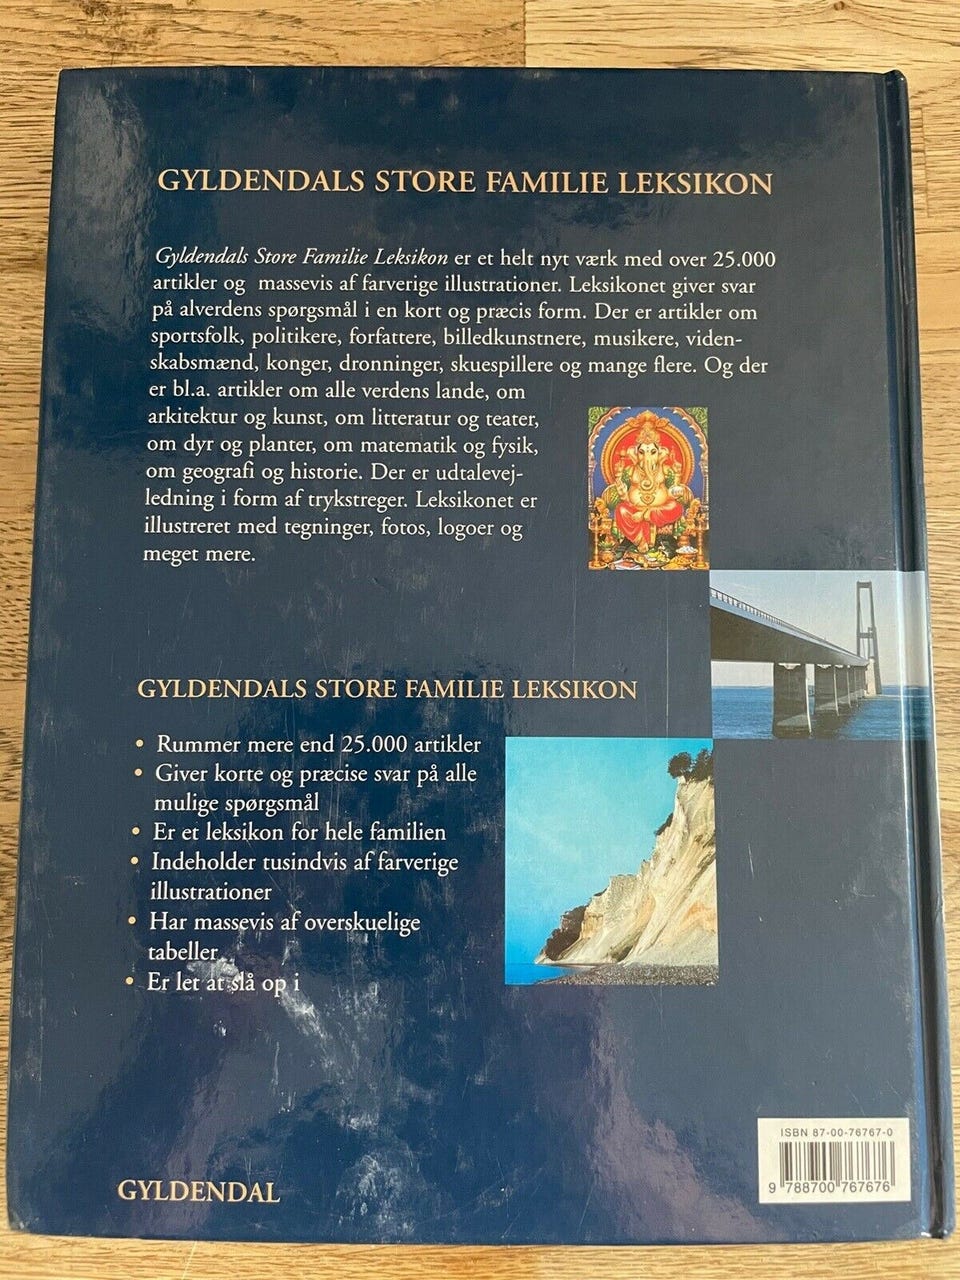 GYLDENDALS STORE FAMILIE LEKSIKON
Gyldendals Store Familie Leksikon er et helt nyt værk med over 25.000
artikler og massevis af farverige illustrationer. Leksikonet giver svar
på alverdens spørgsmål i en kort og præcis form. Der er artikler om
sportsfolk, politikere, forfattere, billedkunstnere, musikere, viden-
skabsmænd, konger, dronninger, skuespillere og mange flere. Og der
er bl.a. artikler om alle verdens lande, om
arkitektur og kunst, om litteratur og teater,
om dyr og planter, om matematik og fysik,
om geografi og historie. Der er udtalevej-
ledning i form af trykstreger. Leksikonet er
illustreret med tegninger, fotos, logoer og
meget mere.
GYLDENDALS STORE FAMILIE LEKSIKON
• Rummer mere end 25.000 artikler
• Giver korte og præcise svar på alle
mulige spørgsmål
• Er et leksikon for hele familien
• Indeholder tusindvis af farverige
illustrationer
• Har massevis af overskuelige
tabeller
• Er let at slå op i
GYLDENDAL
ISBN 87-00-76767-0
9 788700 767676